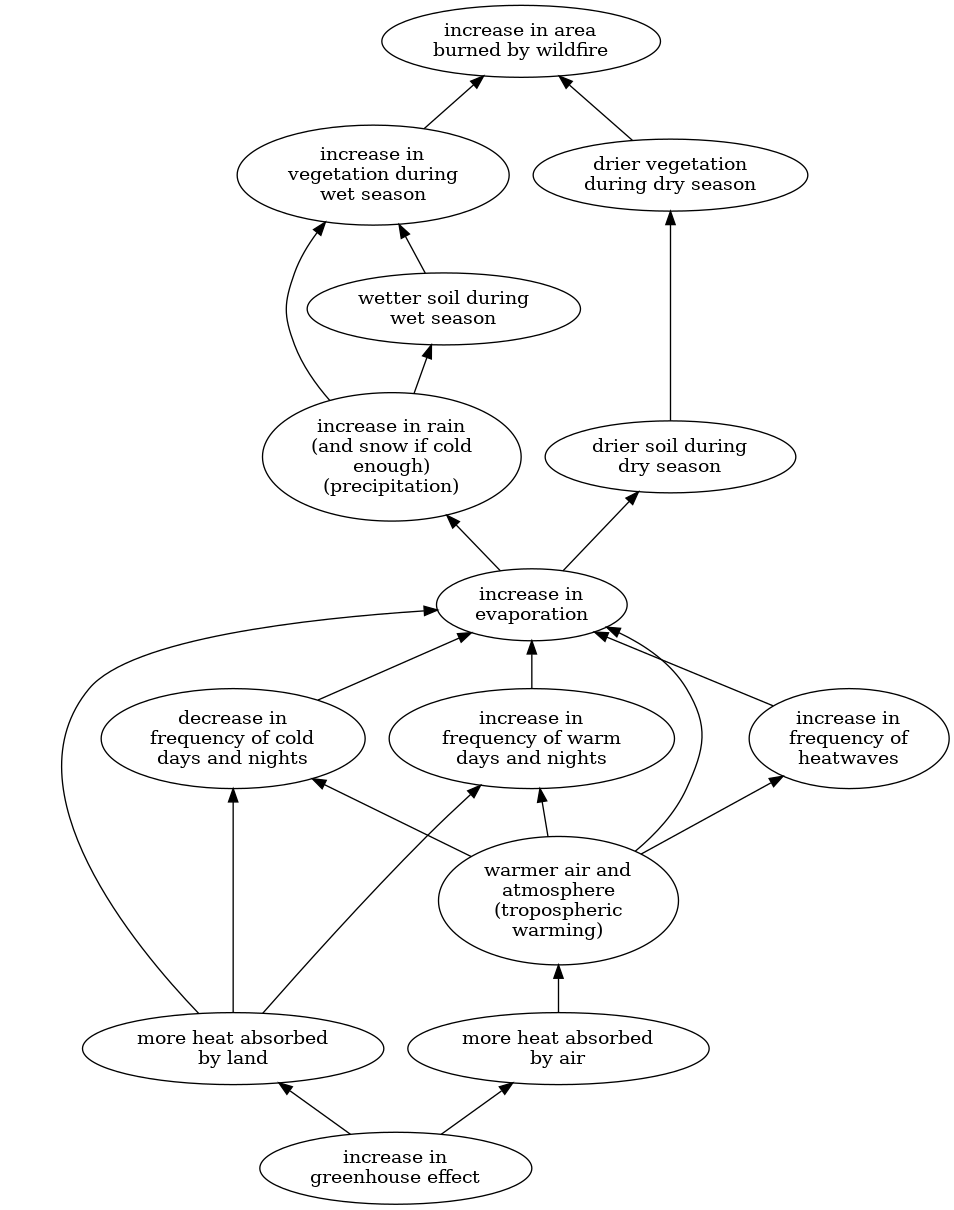 increase in area
burned by wildfire
increase in
vegetation during
wet season
drier vegetation
during dry season
wetter soil during
wet season
increase in rain
(and snow if cold
enough)
(precipitation)
drier soil during
dry season
increase in
evaporation
decrease in
frequency of cold
days and nights
increase in
frequency of warm
days and nights
increase in
frequency of
heatwaves
warmer air and
atmosphere
(tropospheric
warming)
more heat absorbed
by land
more heat absorbed
by air
increase in
greenhouse effect